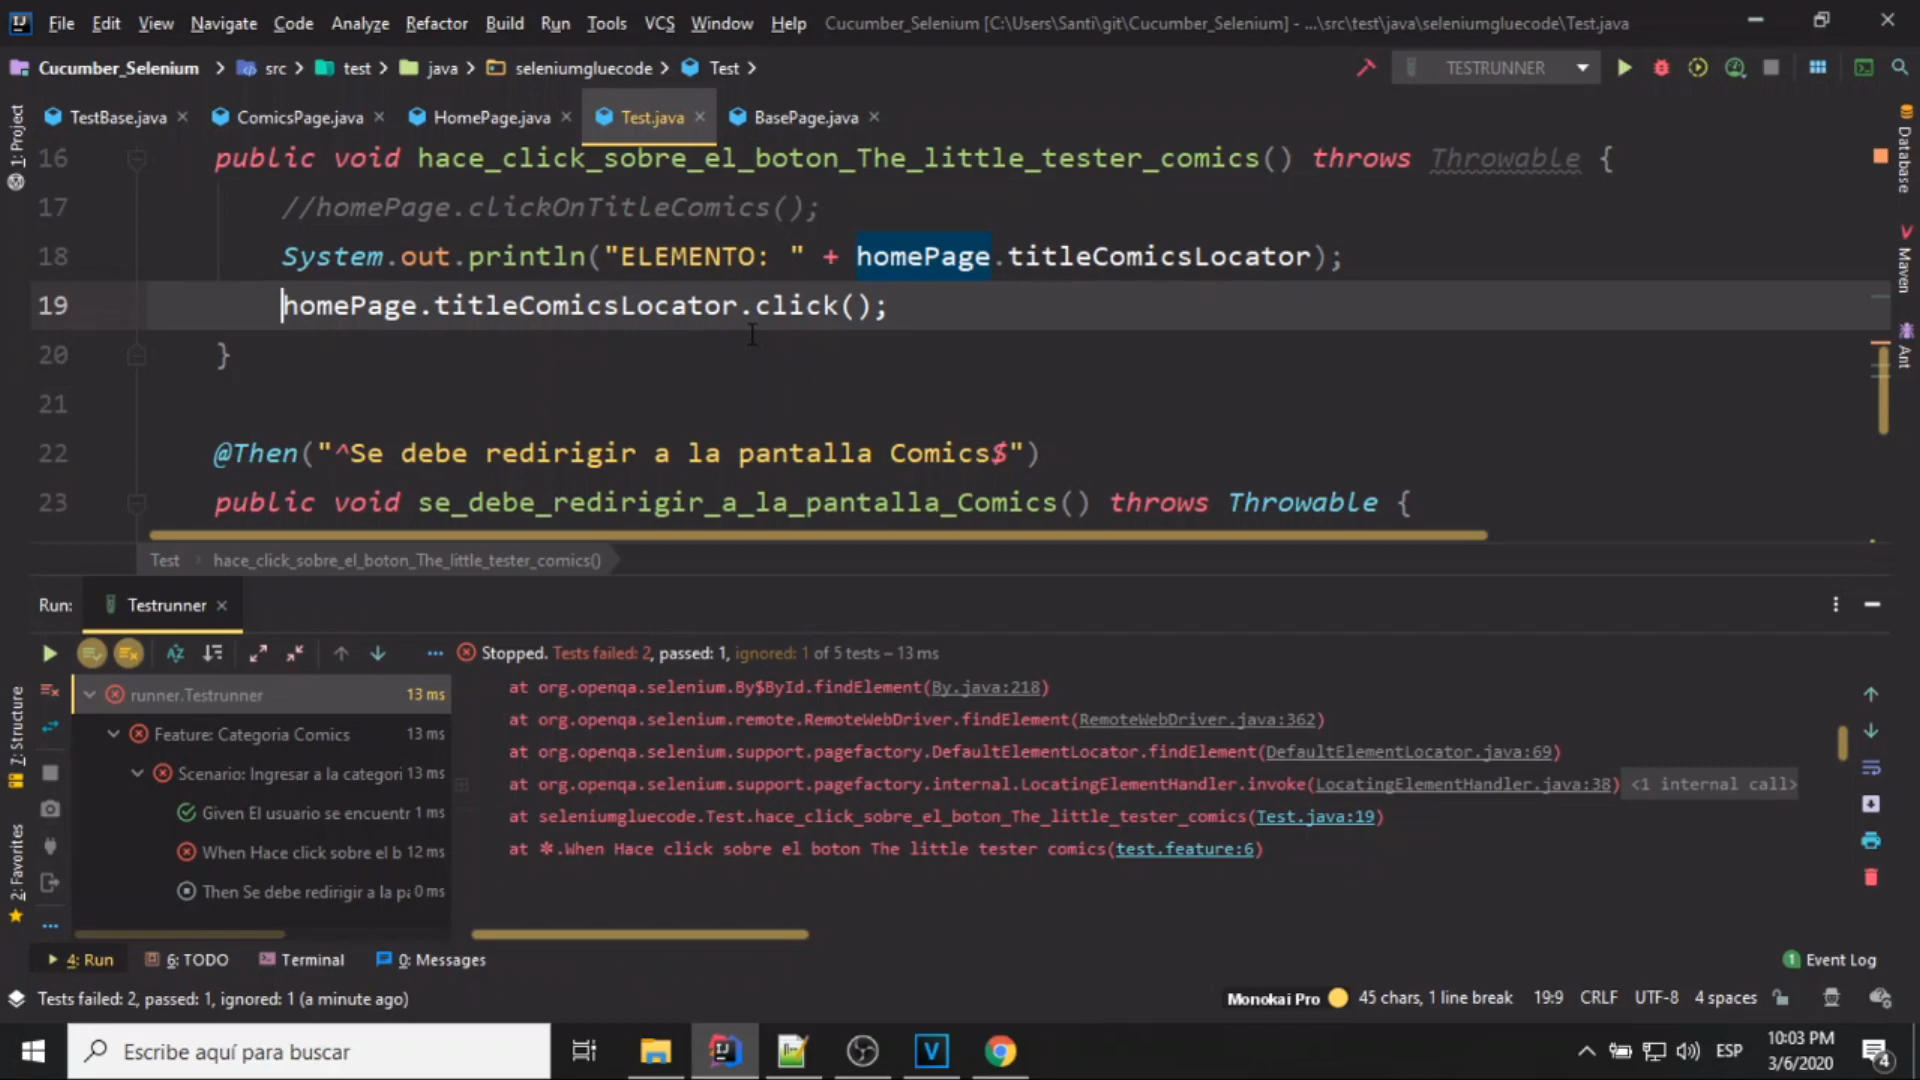 File Edit View Navigate Code Analyze Refactor Build Run Tools VCS Window Help Cucumber_Selenium [C:\Users\Santi\git\Cucumber_Selenium] - ...\src\test\java\seleniumgluecode\Test.java
Cucumber_Selenium src test java seleniumgluecode Test TESTRUNNER
TestBase.java ComicsPage.java HomePage.java Test.java BasePage.java
1: Project
Database
Maven
Ant
16 public void hace_click_sobre_el_boton_The_little_tester_comics() throws Throwable {
17 //homePage.clickOnTitleComics();
18 System.out.println("ELEMENTO: " + homePage.titleComicsLocator);
19 homePage.titleComicsLocator.click();
20 }
21
22 @Then("^Se debe redirigir a la pantalla Comics$")
23 public void se_debe_redirigir_a_la_pantalla_Comics() throws Throwable {
Test hace_click_sobre_el_boton_The_little_tester_comics()
Run: Testrunner
Stopped. Tests failed: 2, passed: 1, ignored: 1 of 5 tests – 13 ms
runner.Testrunner 13 ms
Feature: Categoria Comics 13 ms
Scenario: Ingresar a la categori 13 ms
Given El usuario se encuentr 1 ms
When Hace click sobre el b 12 ms
Then Se debe redirigir a la pa 0 ms
at org.openqa.selenium.By$ById.findElement(By.java:218)
at org.openqa.selenium.remote.RemoteWebDriver.findElement(RemoteWebDriver.java:362)
at org.openqa.selenium.support.pagefactory.DefaultElementLocator.findElement(DefaultElementLocator.java:69)
at org.openqa.selenium.support.pagefactory.internal.LocatingElementHandler.invoke(LocatingElementHandler.java:38) <1 internal call>
at seleniumgluecode.Test.hace_click_sobre_el_boton_The_little_tester_comics(Test.java:19)
at ✽.When Hace click sobre el boton The little tester comics(test.feature:6)
7: Structure
2: Favorites
4: Run 6: TODO Terminal 0: Messages 1 Event Log
Tests failed: 2, passed: 1, ignored: 1 (a minute ago) Monokai Pro 45 chars, 1 line break 19:9 CRLF UTF-8 4 spaces
Escribe aquí para buscar
ESP
10:03 PM
3/6/2020
4